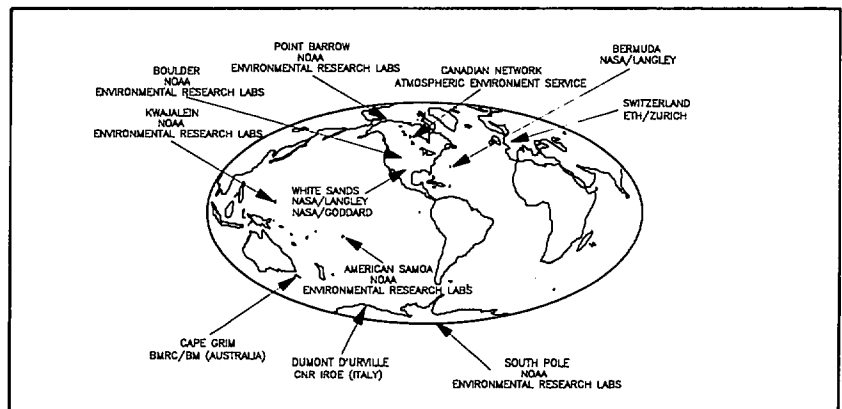 POINT BARROW
NOAA
ENVIRONMENTAL RESEARCH LABS
BERMUDA
NASA/LANGLEY
BOULDER
NOAA
ENVIRONMENTAL RESEARCH LABS
CANADIAN NETWORK
ATMOSPHERIC ENVIRONMENT SERVICE
SWITZERLAND
ETH/ZURICH
KWAJALEIN
NOAA
ENVIRONMENTAL RESEARCH LABS
WHITE SANDS
NASA/LANGLEY
NASA/GODDARD
AMERICAN SAMOA
NOAA
ENVIRONMENTAL RESEARCH LABS
CAPE GRIM
BMRC/BM (AUSTRALIA)
DUMONT D'URVILLE
CNR IROE (ITALY)
SOUTH POLE
NOAA
ENVIRONMENTAL RESEARCH LABS